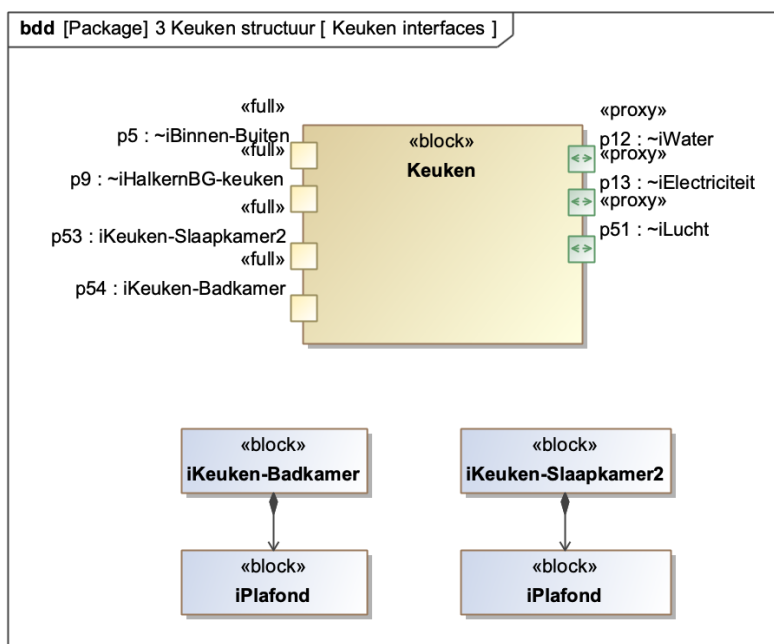 bdd [Package] 3 Keuken structuur [ Keuken interfaces ]
«full»
p5 : ~iBinnen-Buiten
«full»
p9 : ~iHalkernBG-keuken
«full»
p53 : iKeuken-Slaapkamer2
«full»
p54 : iKeuken-Badkamer
«block»
Keuken
«proxy»
p12 : ~iWater
«proxy»
p13 : ~iElectriciteit
«proxy»
p51 : ~iLucht
«block»
iKeuken-Badkamer
«block»
iKeuken-Slaapkamer2
«block»
iPlafond
«block»
iPlafond